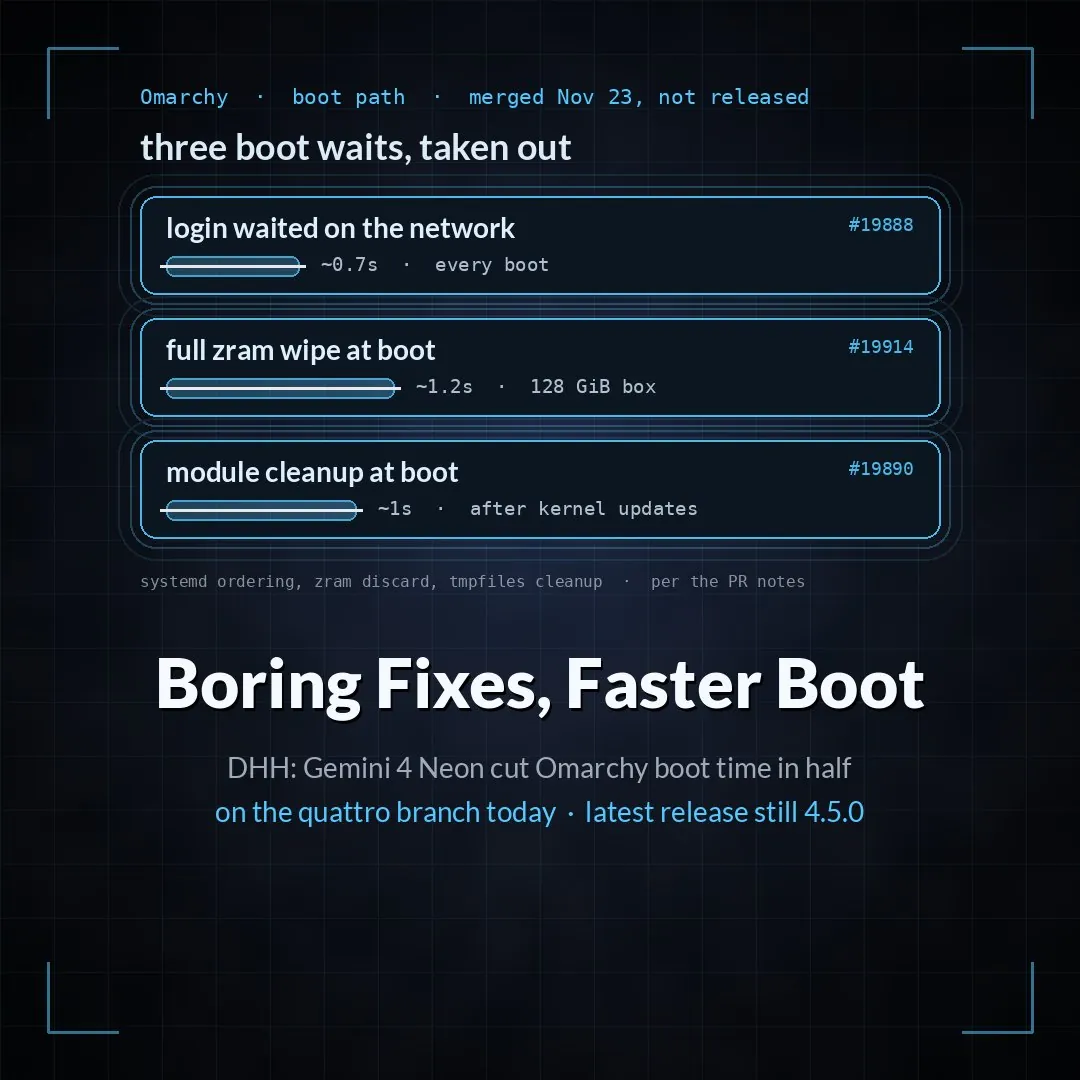 Omarchy · boot path · merged Nov 23, not released
three boot waits, taken out
login waited on the network
#19888
~0.7s · every boot
full zram wipe at boot
#19914
~1.2s · 128 GiB box
module cleanup at boot
#19890
~1s · after kernel updates
systemd ordering, zram discard, tmpfiles cleanup · per the PR notes
Boring Fixes, Faster Boot
DHH: Gemini 4 Neon cut Omarchy boot time in half
on the quattro branch today · latest release still 4.5.0